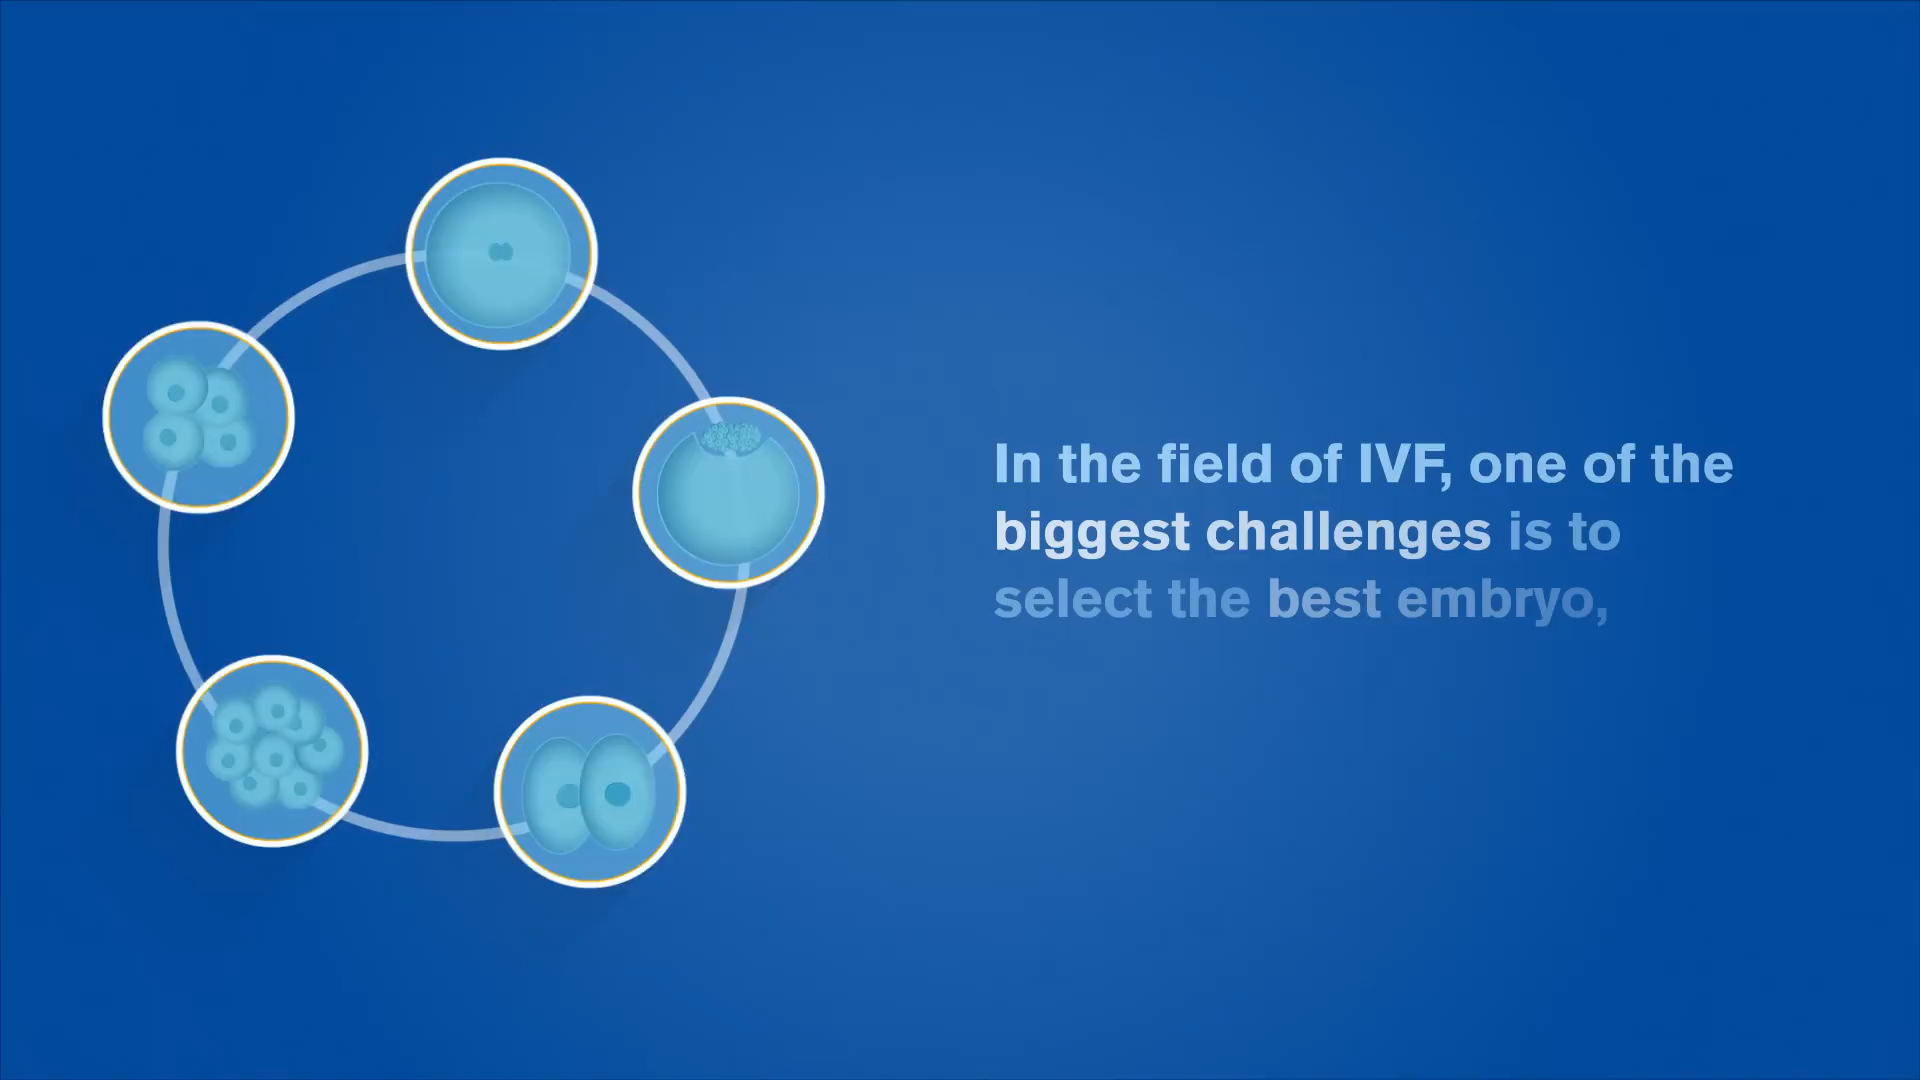 In the field of IVF, one of the
biggest challenges is to
select the best embryo,